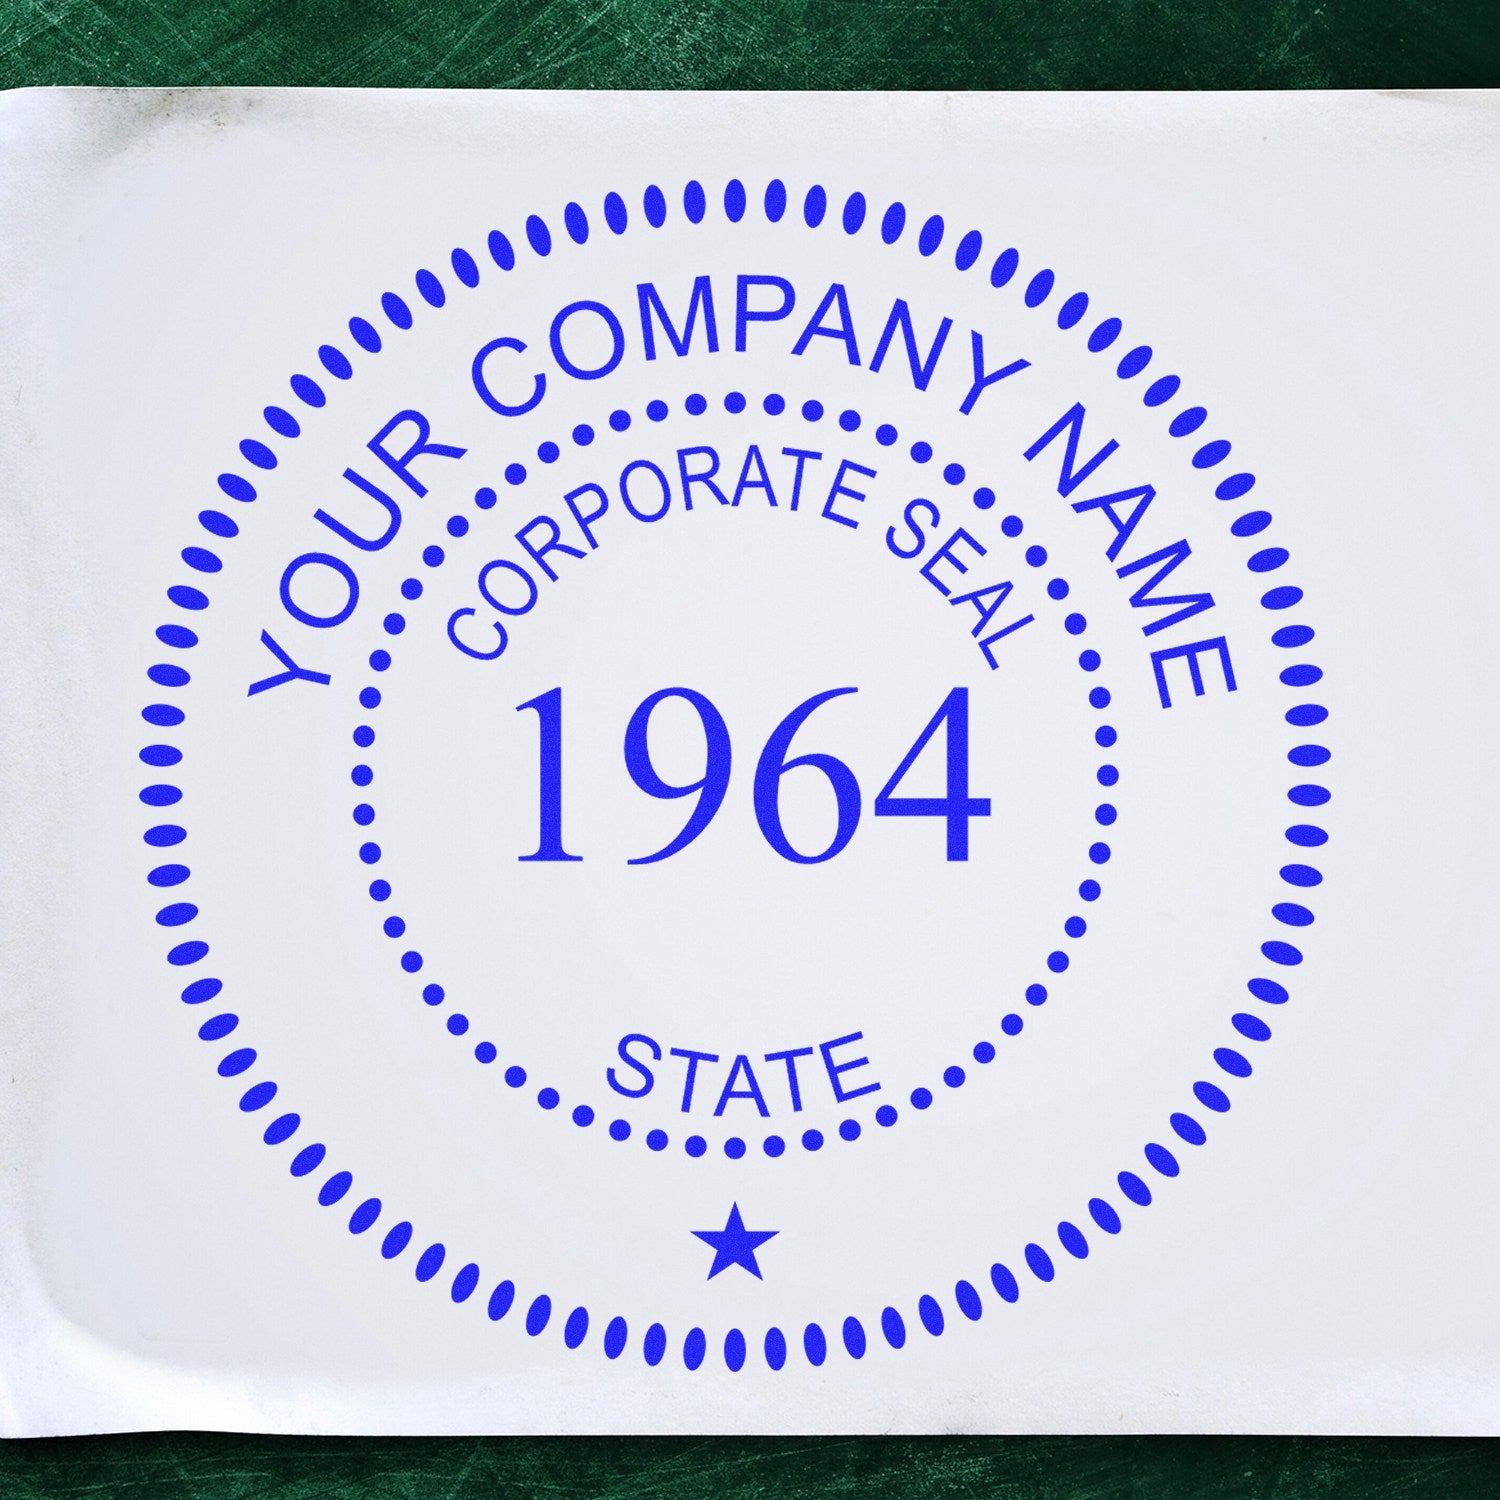 YOUR COMPANY NAME
CORPORATE SEAL
1964
STATE